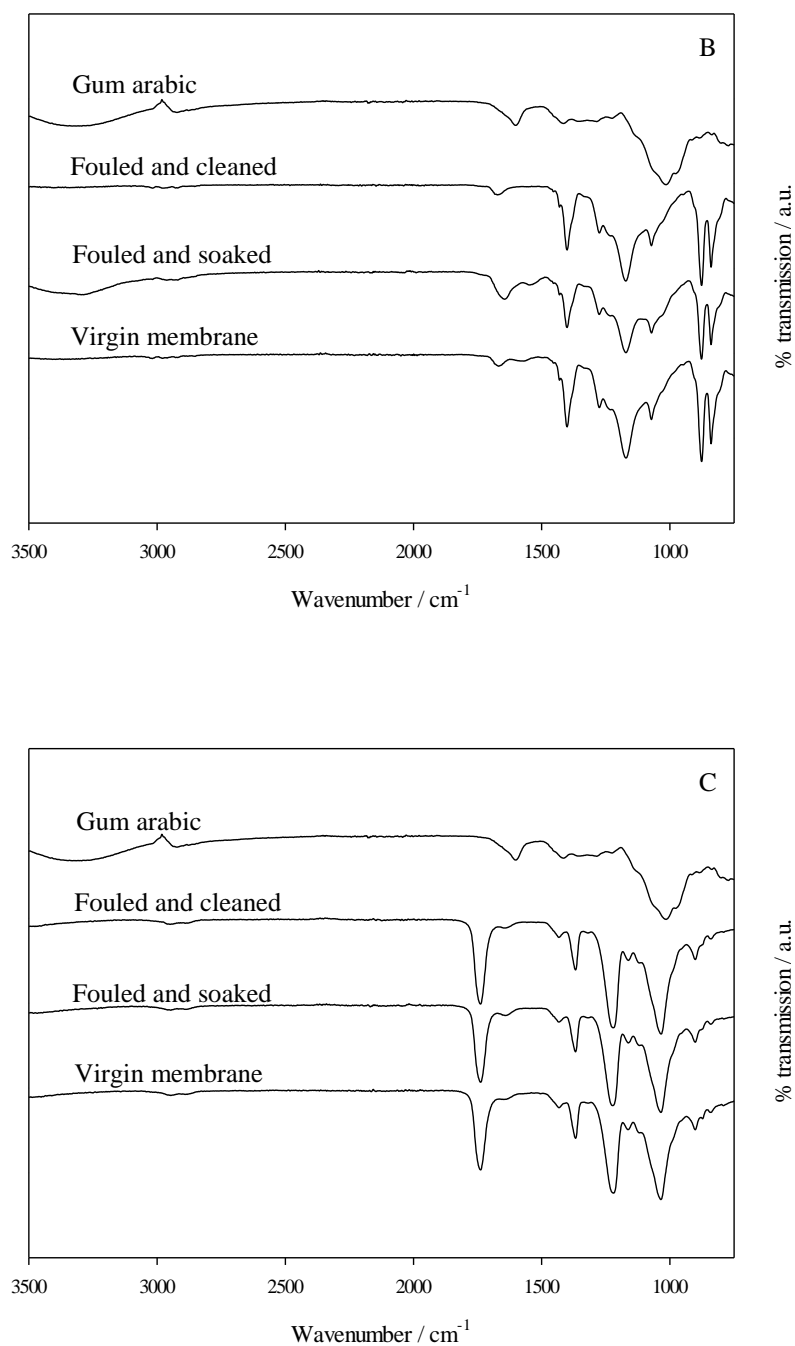 B
Gum arabic
Fouled and cleaned
Fouled and soaked
Virgin membrane
% transmission / a.u.
3500 3000 2500 2000 1500 1000
Wavenumber / cm⁻¹
C
Gum arabic
Fouled and cleaned
Fouled and soaked
Virgin membrane
% transmission / a.u.
3500 3000 2500 2000 1500 1000
Wavenumber / cm⁻¹